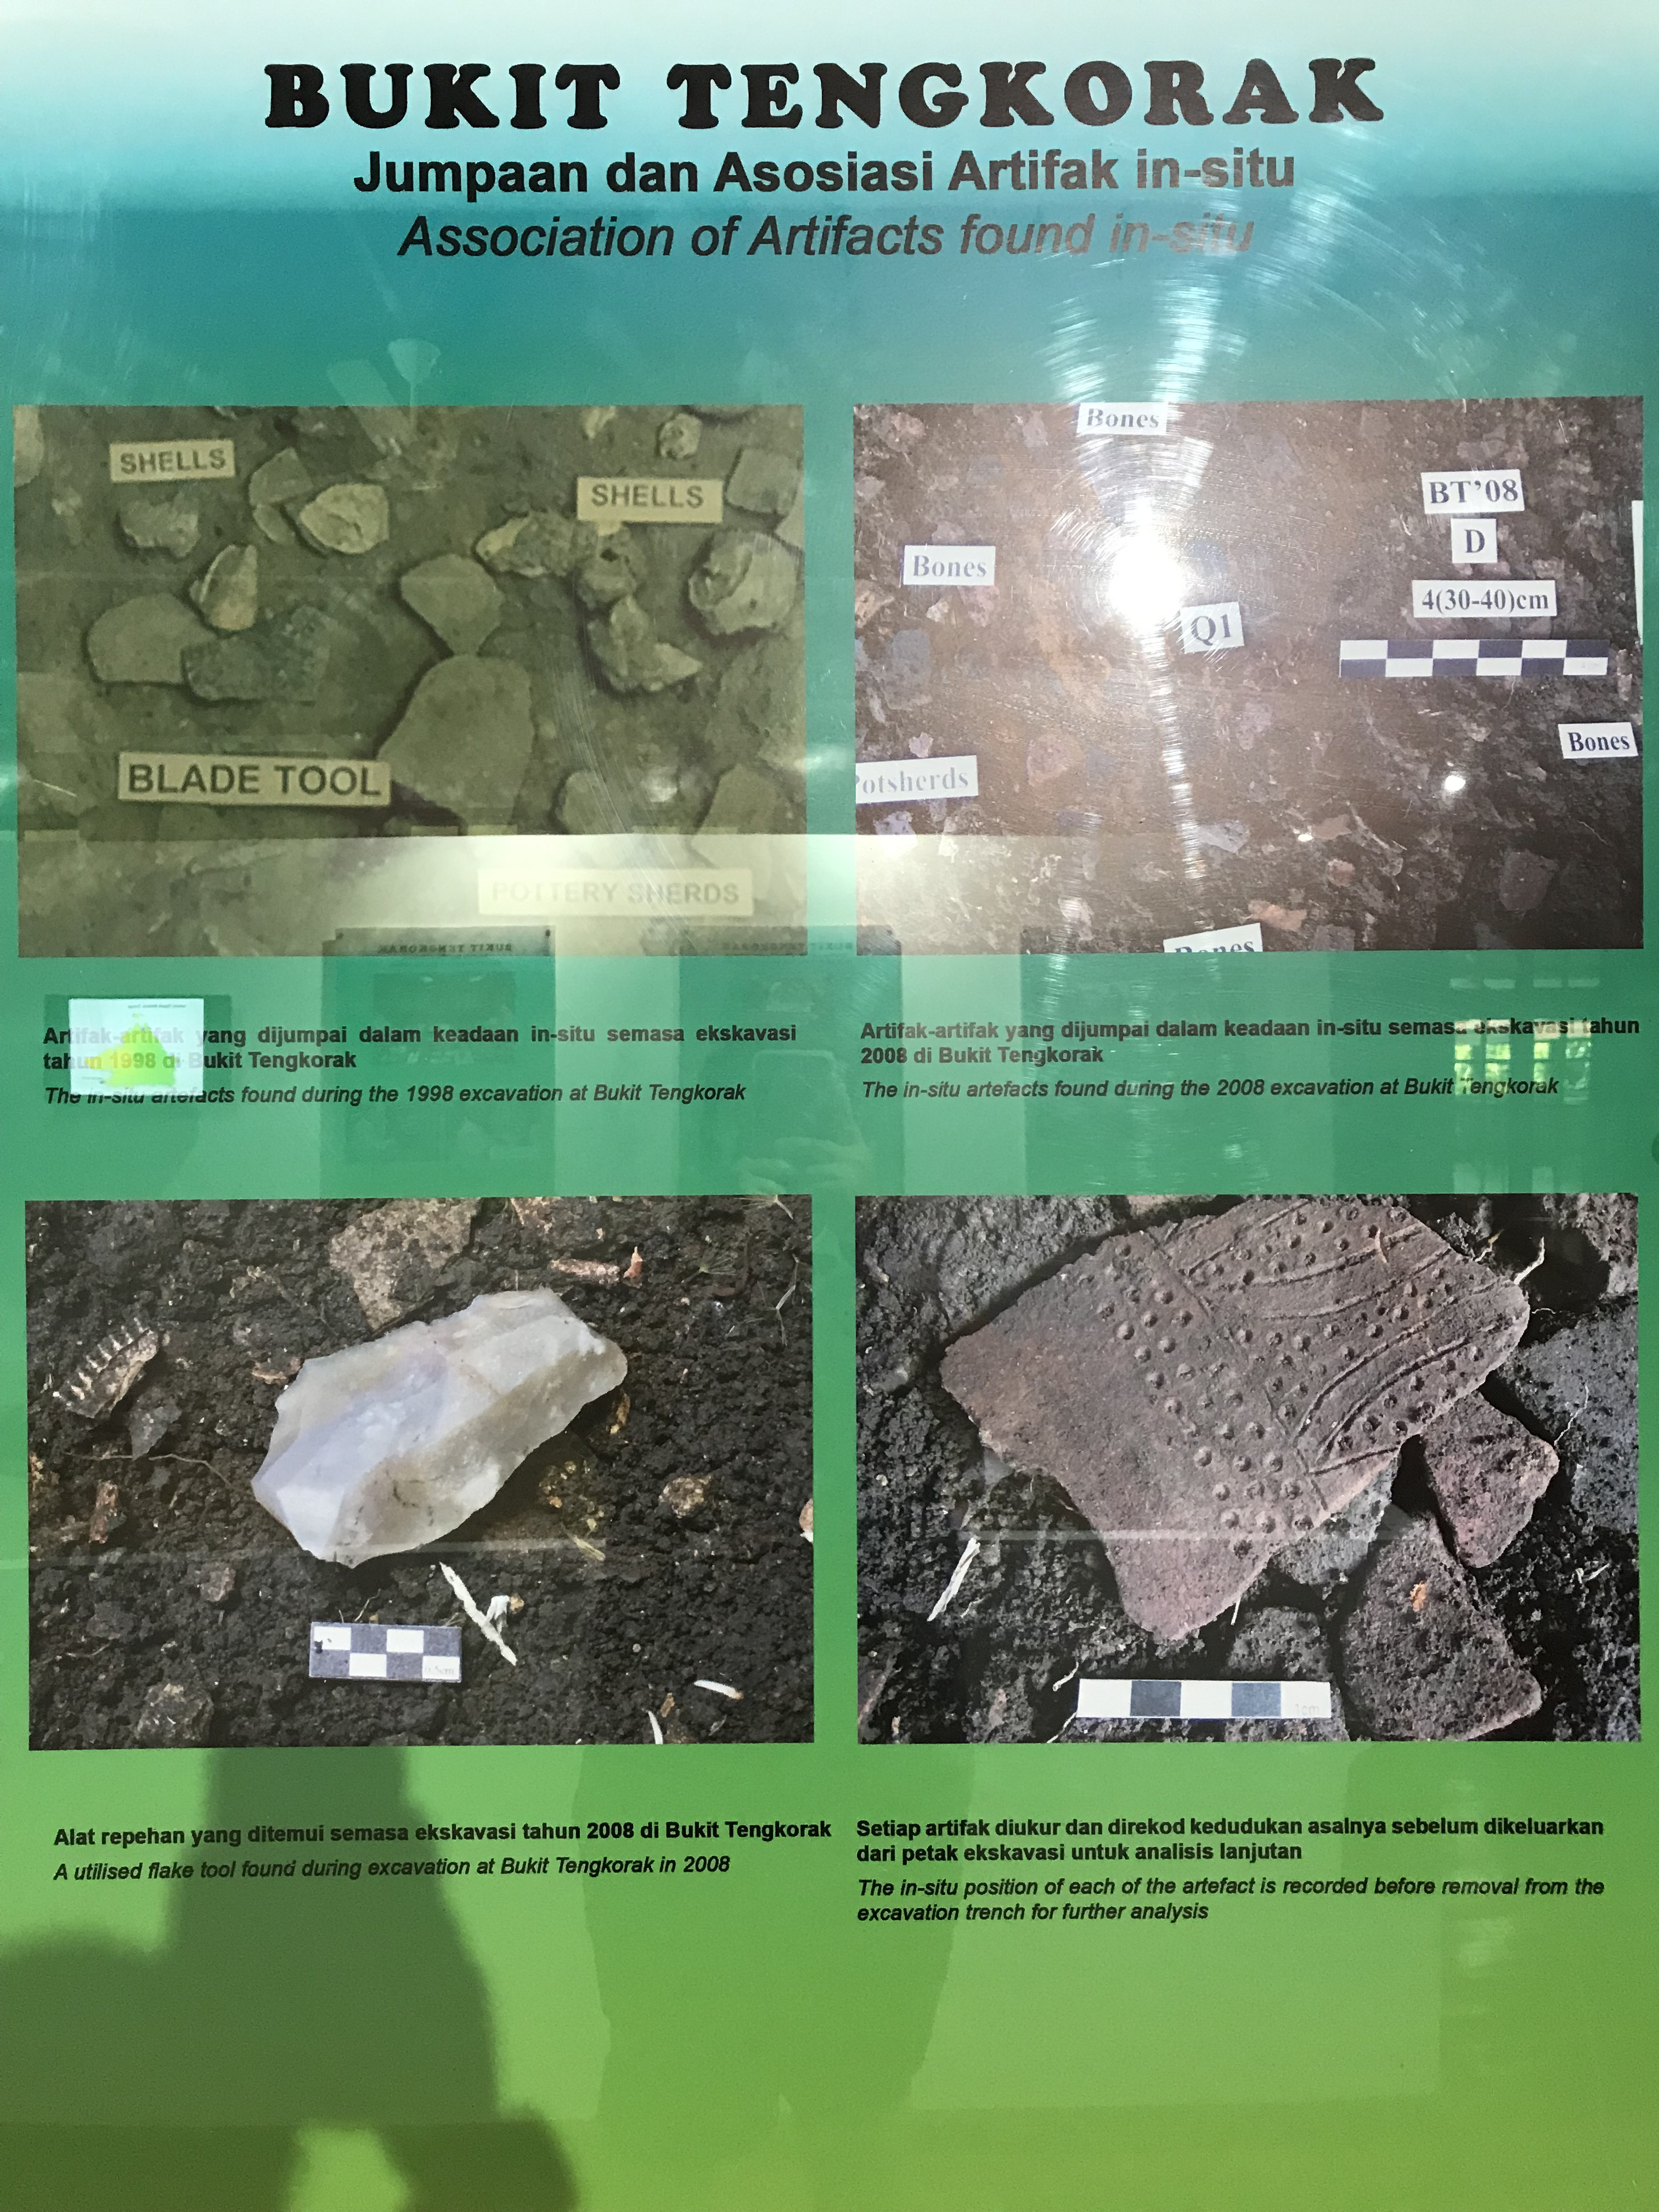 BUKIT TENGKORAK
Jumpaan dan Asosiasi Artifak in-situ
Association of Artifacts found in-situ
SHELLS
SHELLS
BLADE TOOL
POTTERY SHERDS
Bones
BT'08
D
Bones
4(30-40)cm
Q1
Bones
otsherds
Bones
Artifak-artifak yang dijumpai dalam keadaan in-situ semasa ekskavasi
tahun 1998 di Bukit Tengkorak
The in-situ artefacts found during the 1998 excavation at Bukit Tengkorak
Artifak-artifak yang dijumpai dalam keadaan in-situ semasa ekskavasi tahun
2008 di Bukit Tengkorak
The in-situ artefacts found during the 2008 excavation at Bukit Tengkorak
Alat repehan yang ditemui semasa ekskavasi tahun 2008 di Bukit Tengkorak
A utilised flake tool found during excavation at Bukit Tengkorak in 2008
Setiap artifak diukur dan direkod kedudukan asalnya sebelum dikeluarkan
dari petak ekskavasi untuk analisis lanjutan
The in-situ position of each of the artefact is recorded before removal from the
excavation trench for further analysis